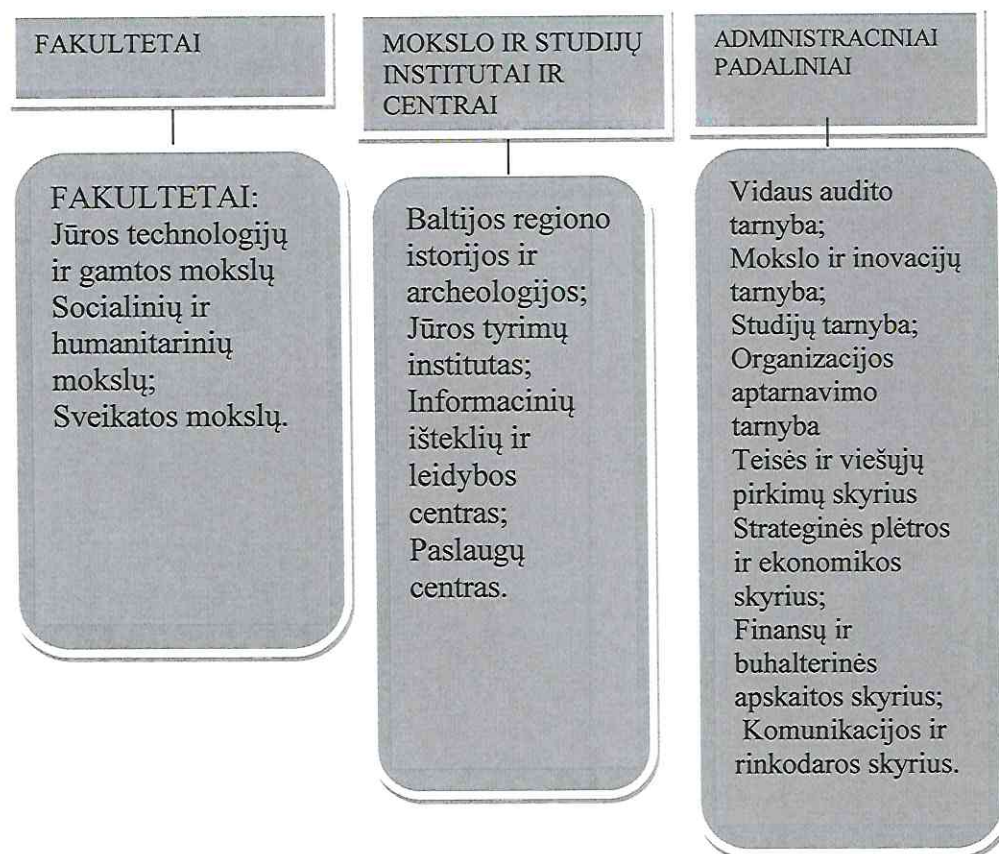 FAKULTETAI
MOKSLO IR STUDIJŲ
INSTITUTAI IR
CENTRAI
ADMINISTRACINIAI
PADALINIAI
FAKULTETAI:
Jūros technologijų
ir gamtos mokslų
Socialinių ir
humanitarinių
mokslų;
Sveikatos mokslų.
Baltijos regiono
istorijos ir
archeologijos;
Jūros tyrimų
institutas;
Informacinių
išteklių ir
leidybos
centras;
Paslaugų
centras.
Vidaus audito
tarnyba;
Mokslo ir inovacijų
tarnyba;
Studijų tarnyba;
Organizacijos
aptarnavimo
tarnyba
Teisės ir viešųjų
pirkimų skyrius
Strateginės plėtros
ir ekonomikos
skyrius;
Finansų ir
buhalterinės
apskaitos skyrius;
Komunikacijos ir
rinkodaros skyrius.